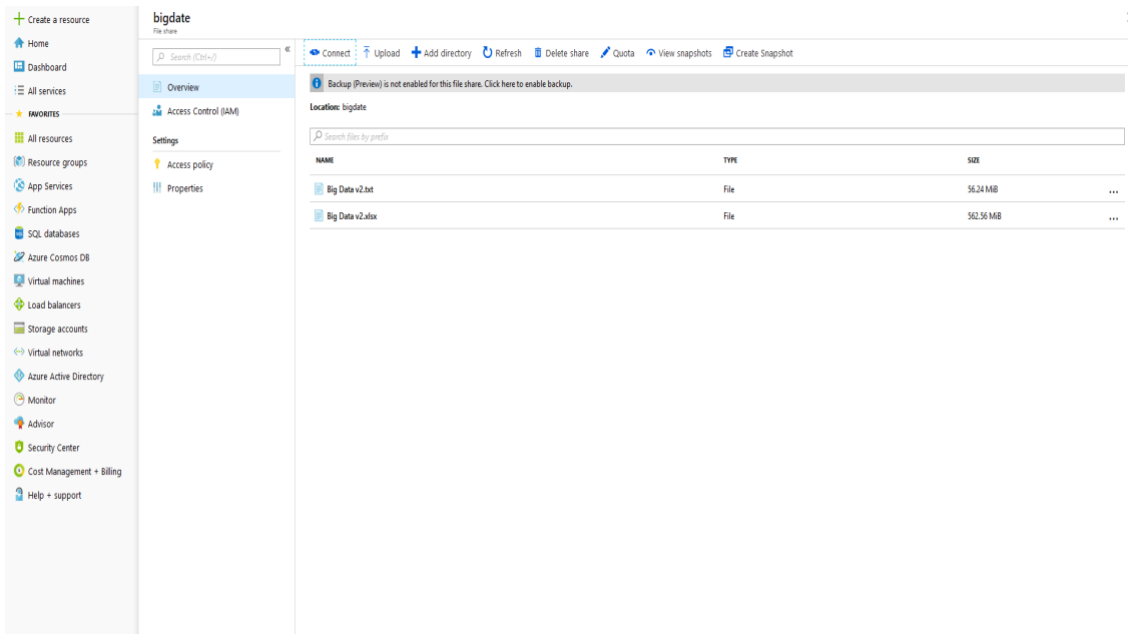 Create a resource
Home
Dashboard
All services
FAVORITES
All resources
Resource groups
App Services
Function Apps
SQL databases
Azure Cosmos DB
Virtual machines
Load balancers
Storage accounts
Virtual networks
Azure Active Directory
Monitor
Advisor
Security Center
Cost Management + Billing
Help + support
bigdate
File share
Search (Ctrl+/)
Overview
Access Control (IAM)
Settings
Access policy
Properties
Connect Upload Add directory Refresh Delete share Quota View snapshots Create Snapshot
Backup (Preview) is not enabled for this file share. Click here to enable backup.
Location: bigdate
Search files by prefix
NAME TYPE SIZE
Big Data v2.txt File 56.24 MiB ...
Big Data v2.xlsx File 562.56 MiB ...